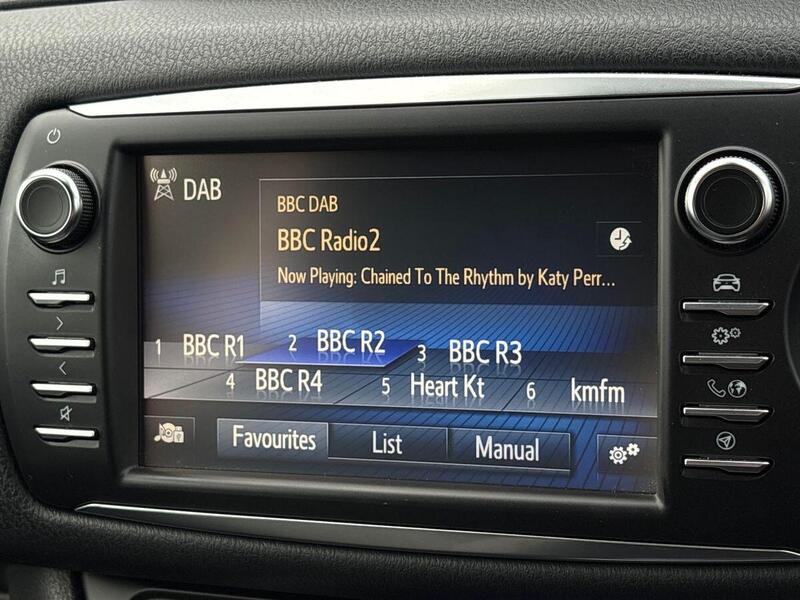 DAB
BBC DAB
BBC Radio2
Now Playing: Chained To The Rhythm by Katy Perr...
1 BBC R1 2 BBC R2 3 BBC R3
4 BBC R4 5 Heart Kt 6 kmfm
Favourites List Manual